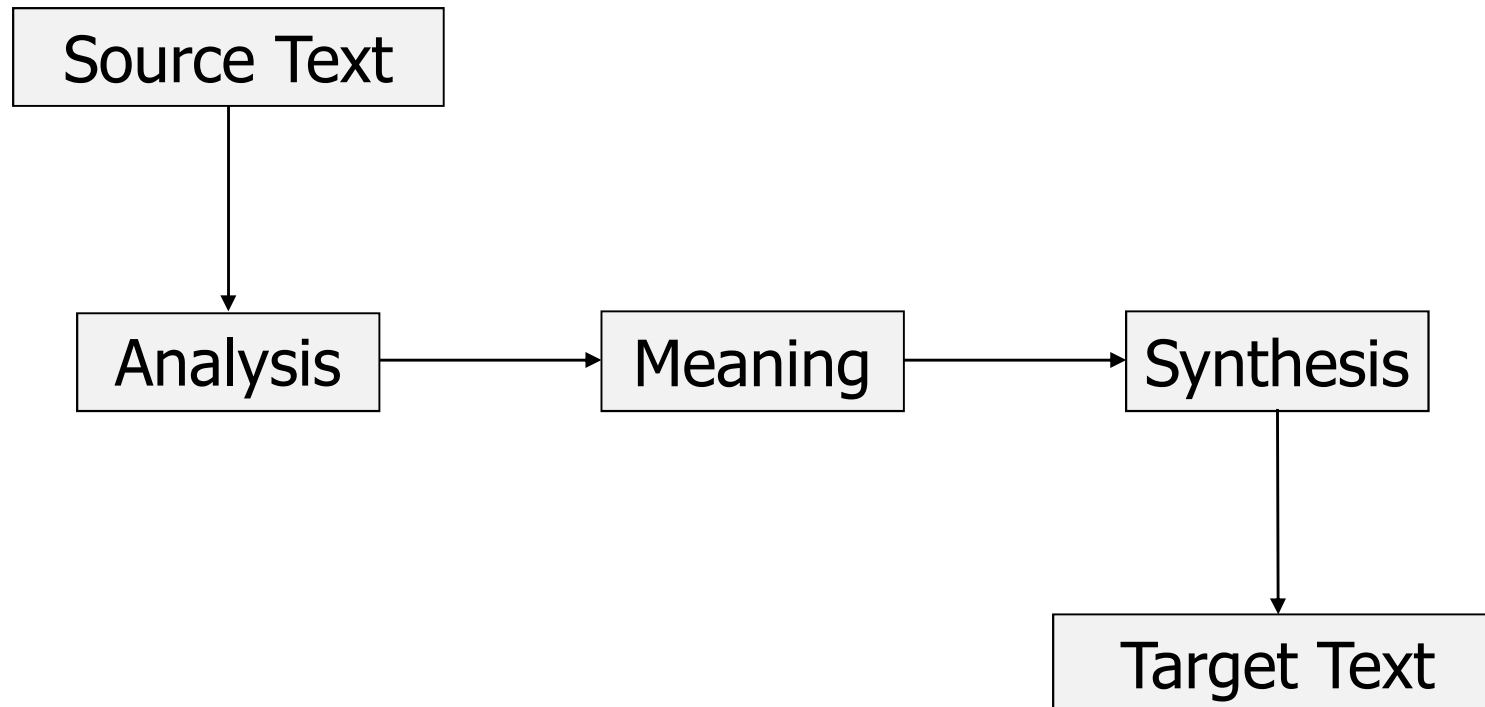 Source Text
Analysis
Meaning
Synthesis
Target Text